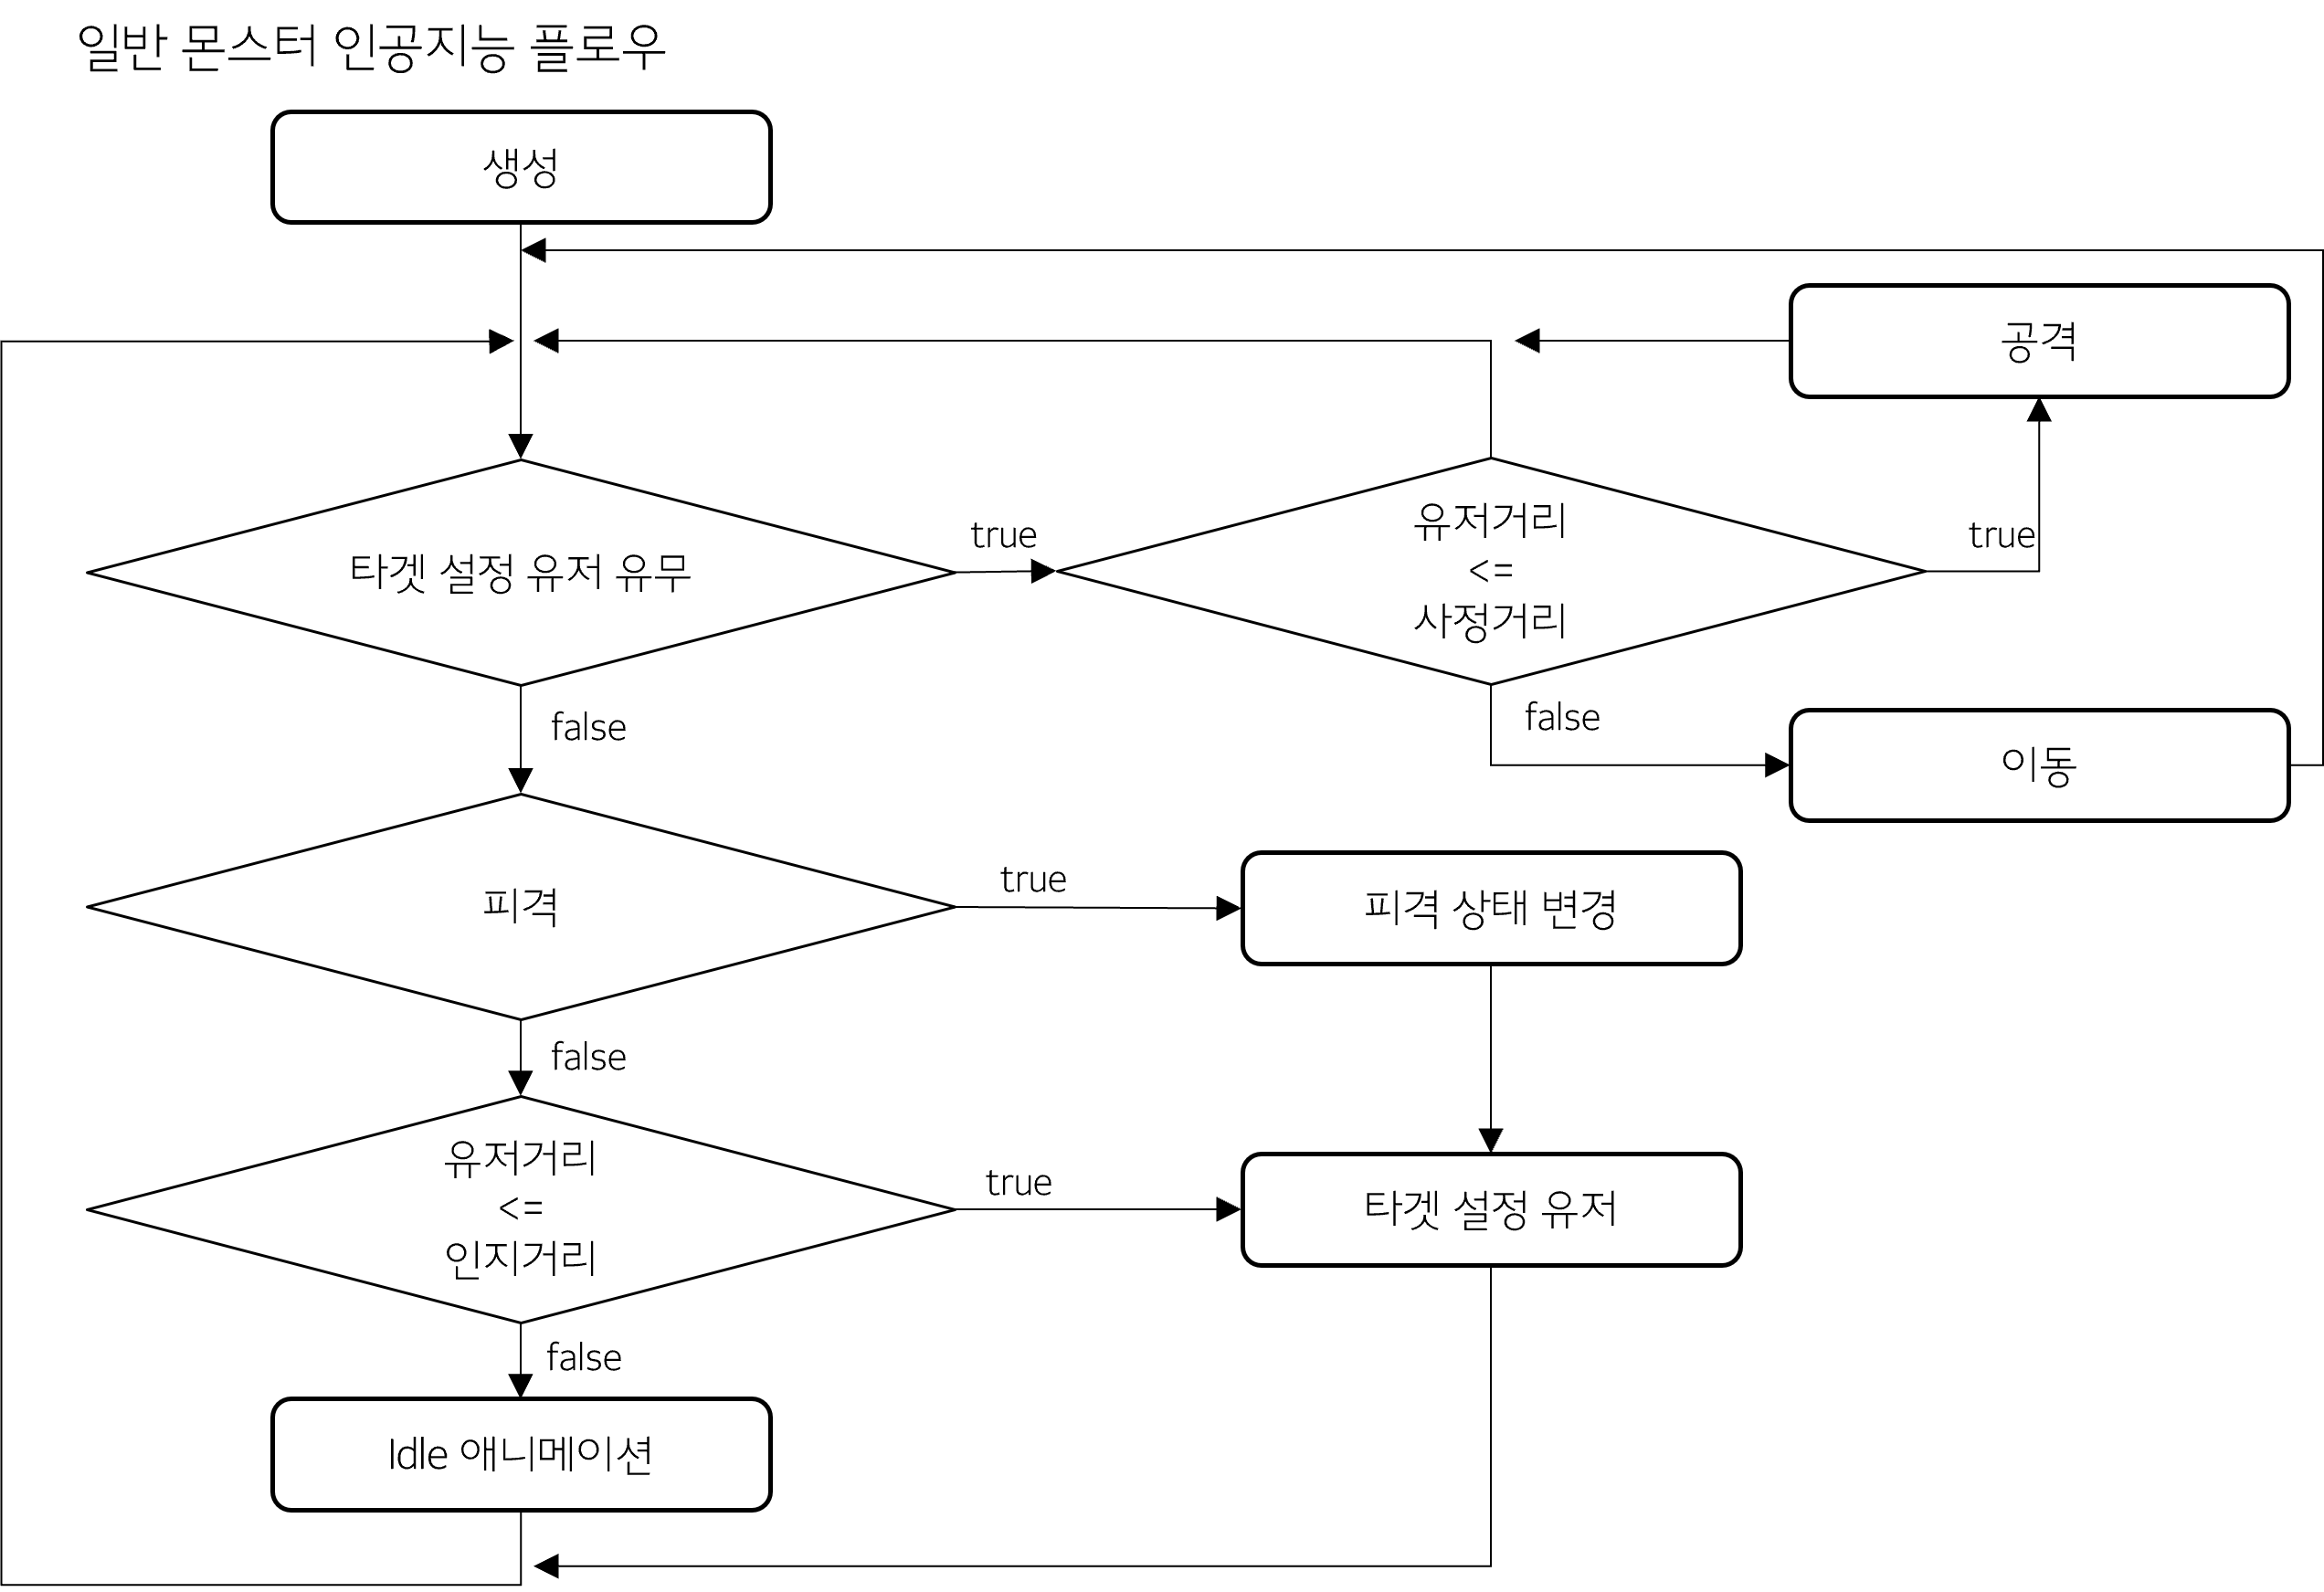 일반 몬스터 인공지능 플로우
생성
공격
타겟 설정 유저 유무
true
유저거리
<=
사정거리
true
false
false
이동
피격
true
피격 상태 변경
false
유저거리
<=
인지거리
true
타겟 설정 유저
false
Idle 애니메이션